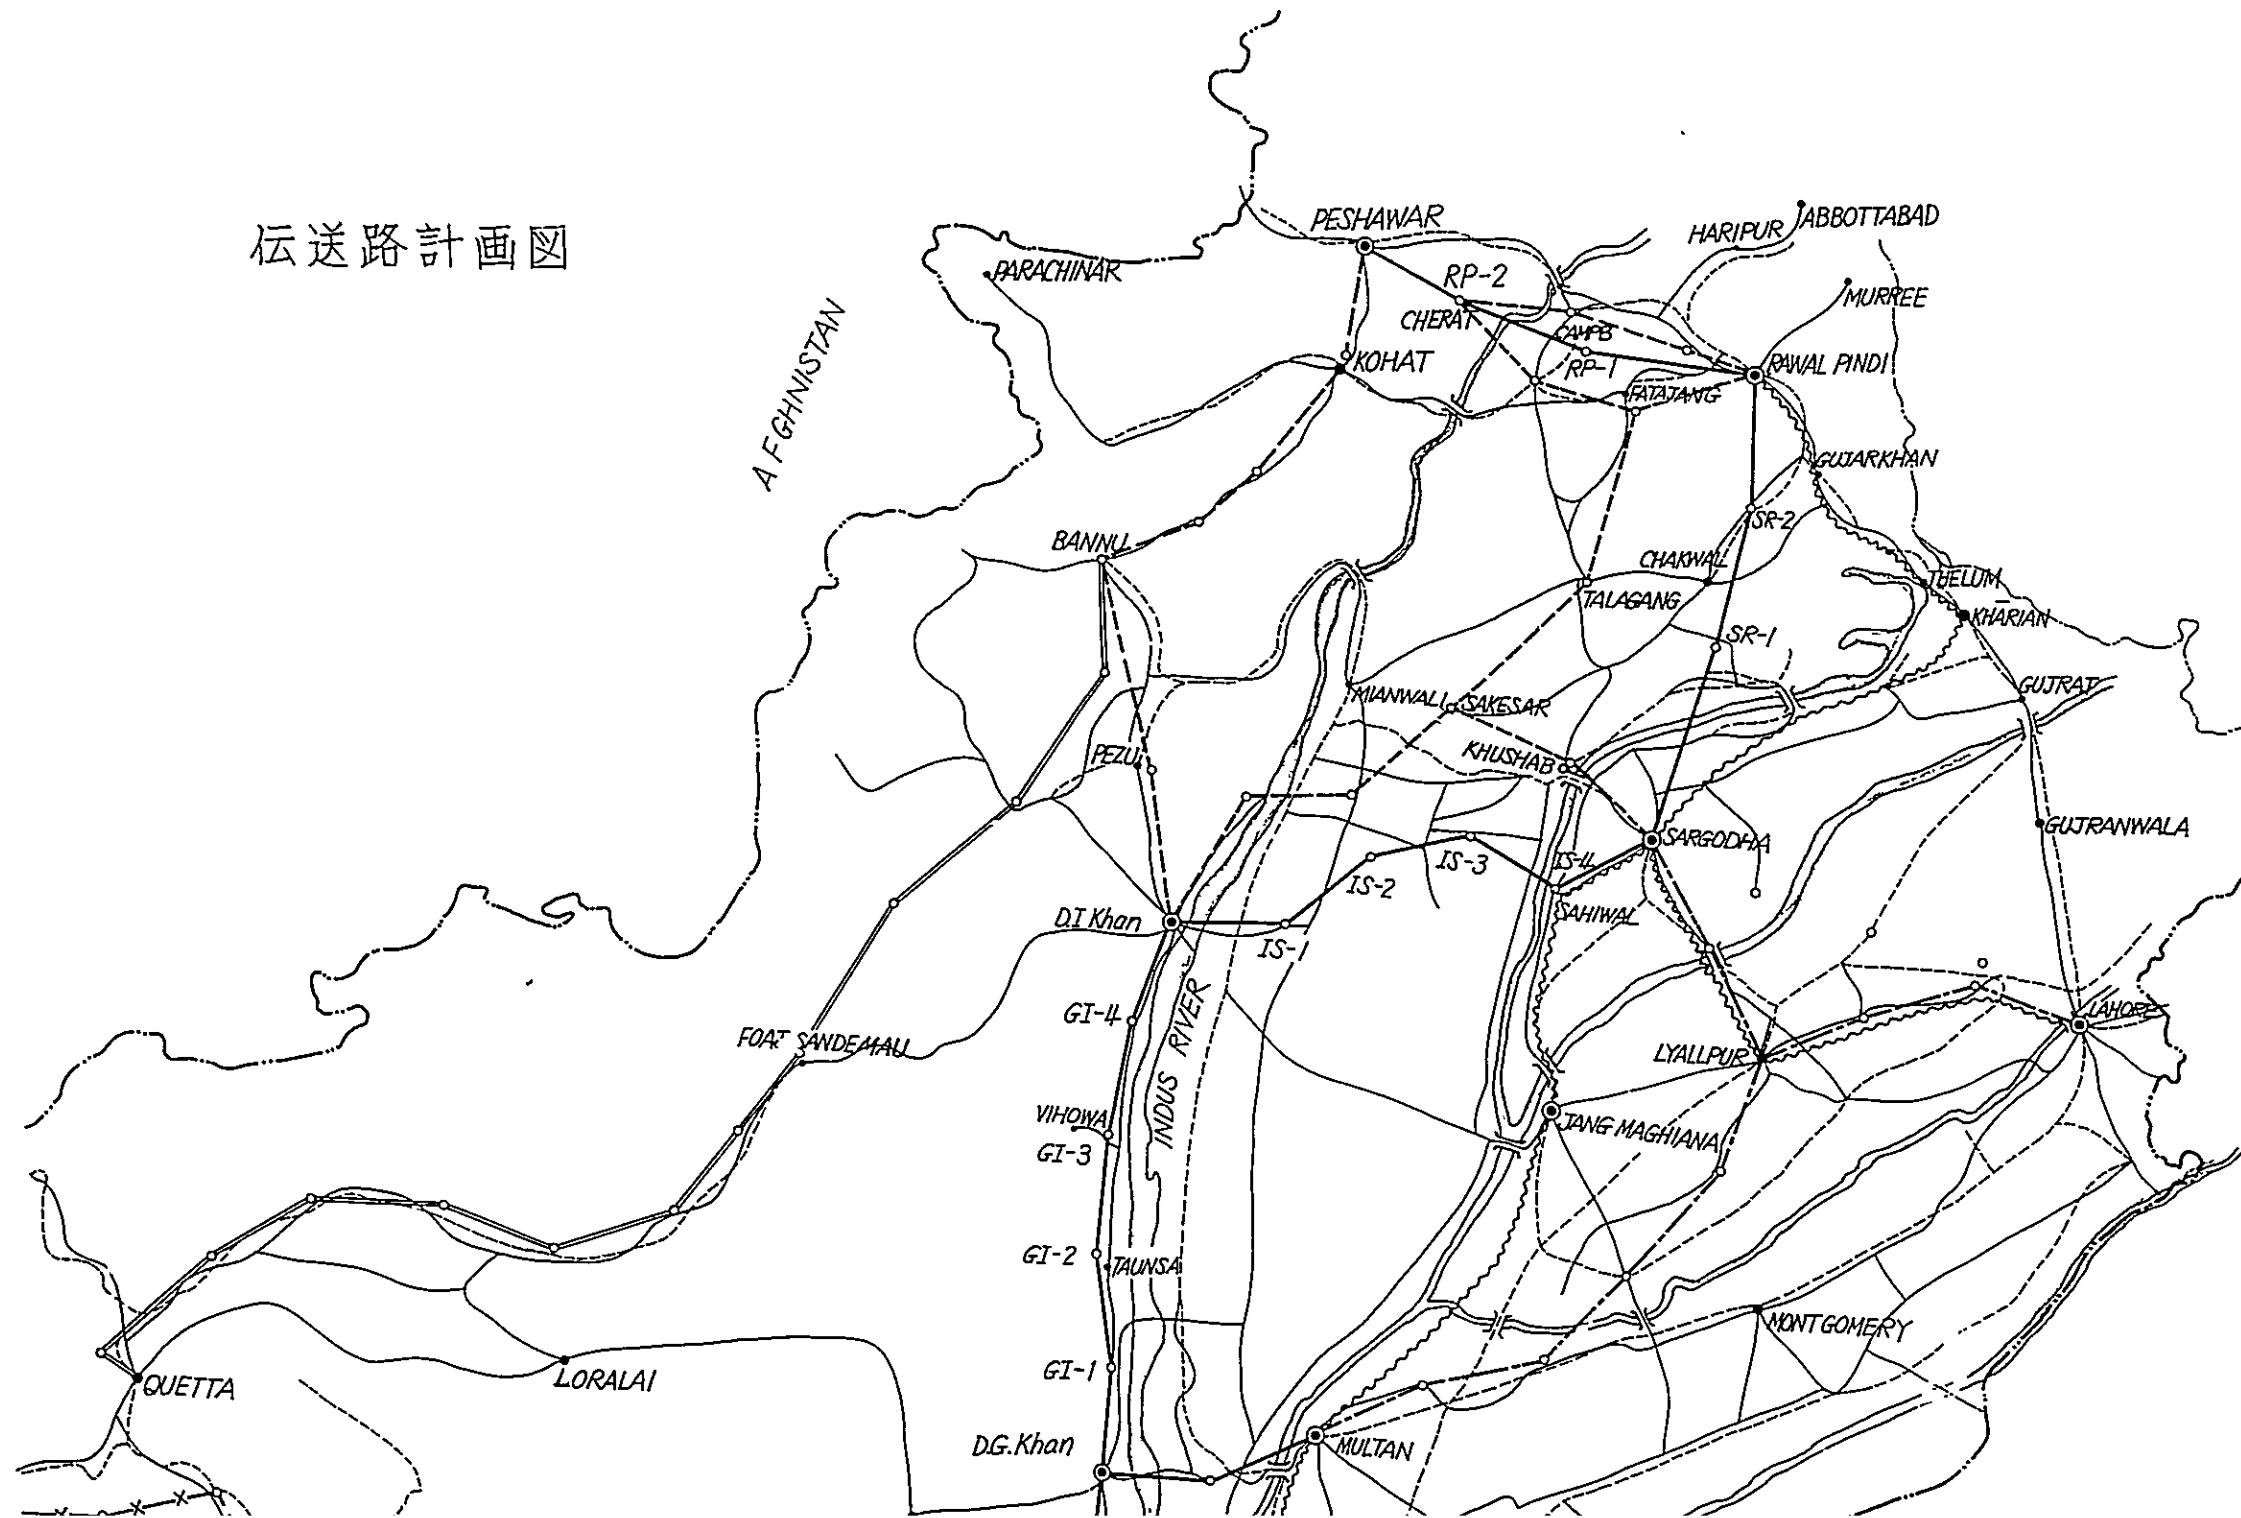 伝送路計画図
AFGHNISTAN
PARACHINAR
PESHAWAR
HARIPUR
ABBOTTABAD
RP-2
MURREE
CHERAT
CAMPB
KOHAT
RP-1
RAWAL PINDI
FATAJANG
GUJARKHAN
SR-2
BANNU
CHAKWAL
TALAGANG
KHARIAN
SR-1
MIANWALI
SAKESAR
GUJRAT
PEZU
KHUSHAB
GUJRANWALA
SARGODHA
IS-3
IS-4
IS-2
D.I Khan
SAHIWAL
IS-1
GI-4
INDUS RIVER
LAHORE
FOAT SANDEMAU
LYALLPUR
VIHOWA
JANG MAGHIANA
GI-3
GI-2
TAUNSA
MONTGOMERY
GI-1
QUETTA
LORALAI
D.G.Khan
MULTAN